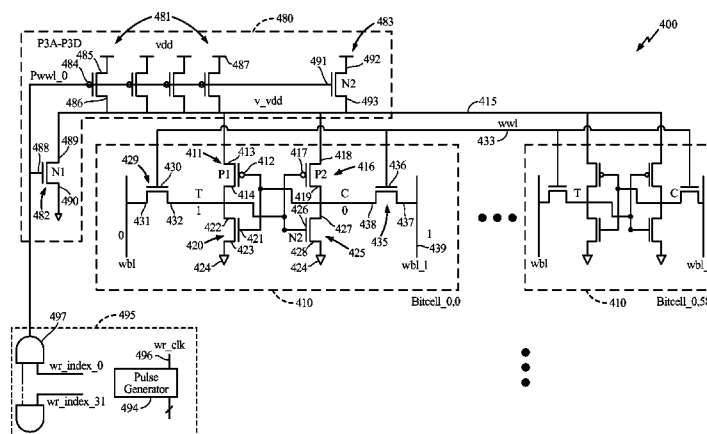 480
481
483
400
P3A-P3D
vdd
485
484
Pwwl_0
487
492
491
N2
486
493
v_vdd
415
wwl
433
488
489
N1
490
482
429
430
411
413
412
417
418
416
436
P1
P2
T
414
419
C
T
C
431
432
1
426
0
438
437
435
422
421
427
420
423
N2
425
439
0
424
428
424
1
wbl
wbl_l
wbl
wbl_
410
Bitcell_0,0
410
Bitcell_0,58
497
495
wr_clk
496
wr_index_0
wr_index_31
Pulse
Generator
494